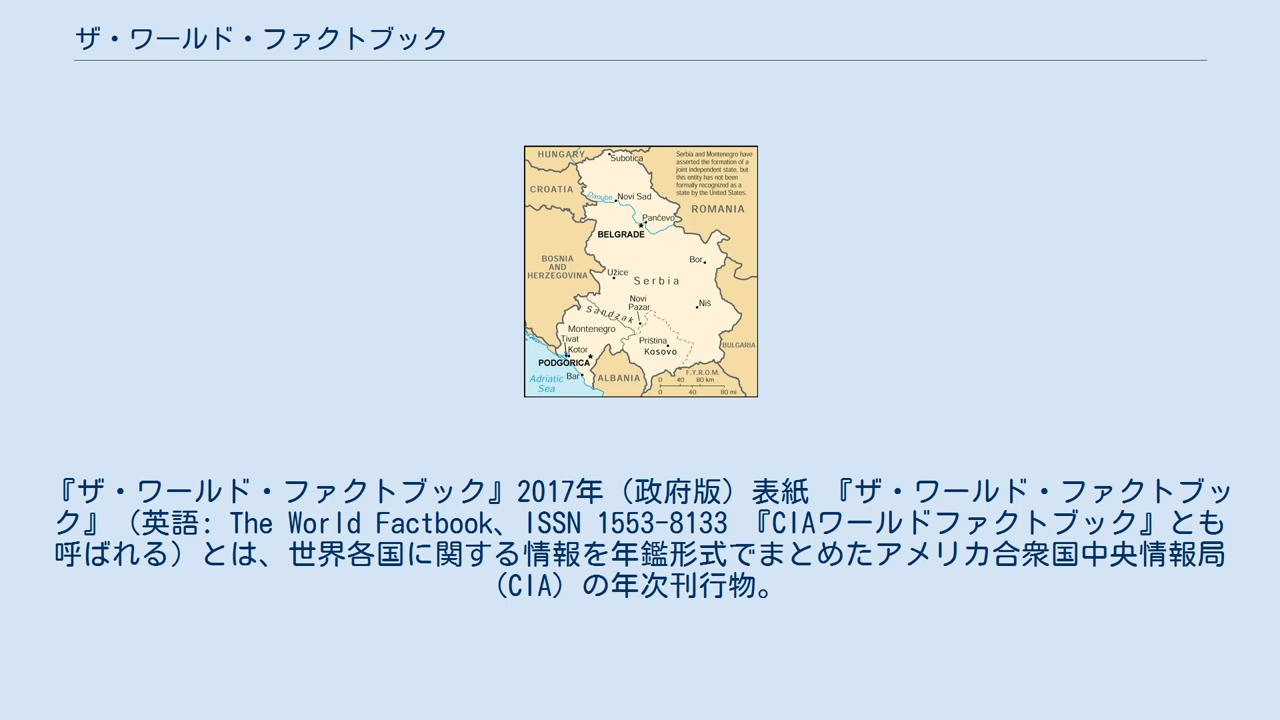 ザ・ワールド・ファクトブック
HUNGARY
Subotica
Serbia and Montenegro have
asserted the formation of a
joint independent state, but
this entity has not been
formally recognized as a
state by the United States.
CROATIA
Danube
Novi Sad
ROMANIA
Pančevo
BELGRADE
BOSNIA
AND
HERZEGOVINA
Bor
Užice
Serbia
Novi
Pazar
Niš
Sandzak
Montenegro
Tivat
Kotor
Priština
Kosovo
BULGARIA
PODGORICA
F.Y.R.O.M.
Bar
ALBANIA
Adriatic
Sea
0 40 80 km
0 40 80 mi
『ザ・ワールド・ファクトブック』2017年（政府版）表紙 『ザ・ワールド・ファクトブッ
ク』（英語: The World Factbook、ISSN 1553-8133 『CIAワールドファクトブック』とも
呼ばれる）とは、世界各国に関する情報を年鑑形式でまとめたアメリカ合衆国中央情報局
（CIA）の年次刊行物。